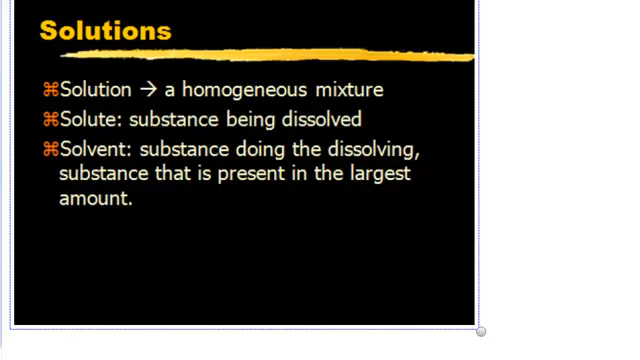 Solutions
⌘Solution → a homogeneous mixture
⌘Solute: substance being dissolved
⌘Solvent: substance doing the dissolving,
substance that is present in the largest
amount.